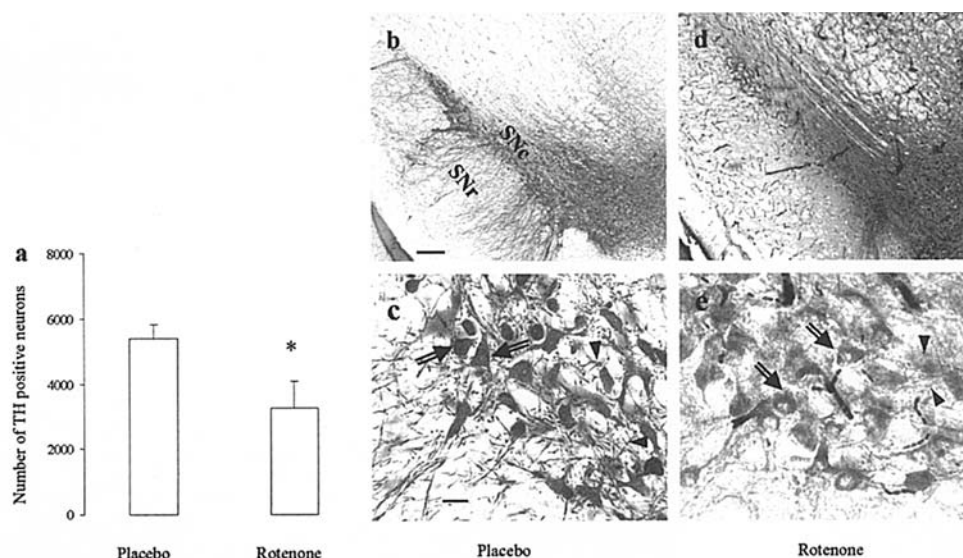 a
8000
6000
4000
2000
0
Number of TH positive neurons
*
Placebo
Rotenone
b
SNc
SNr
c
Placebo
d
e
Rotenone